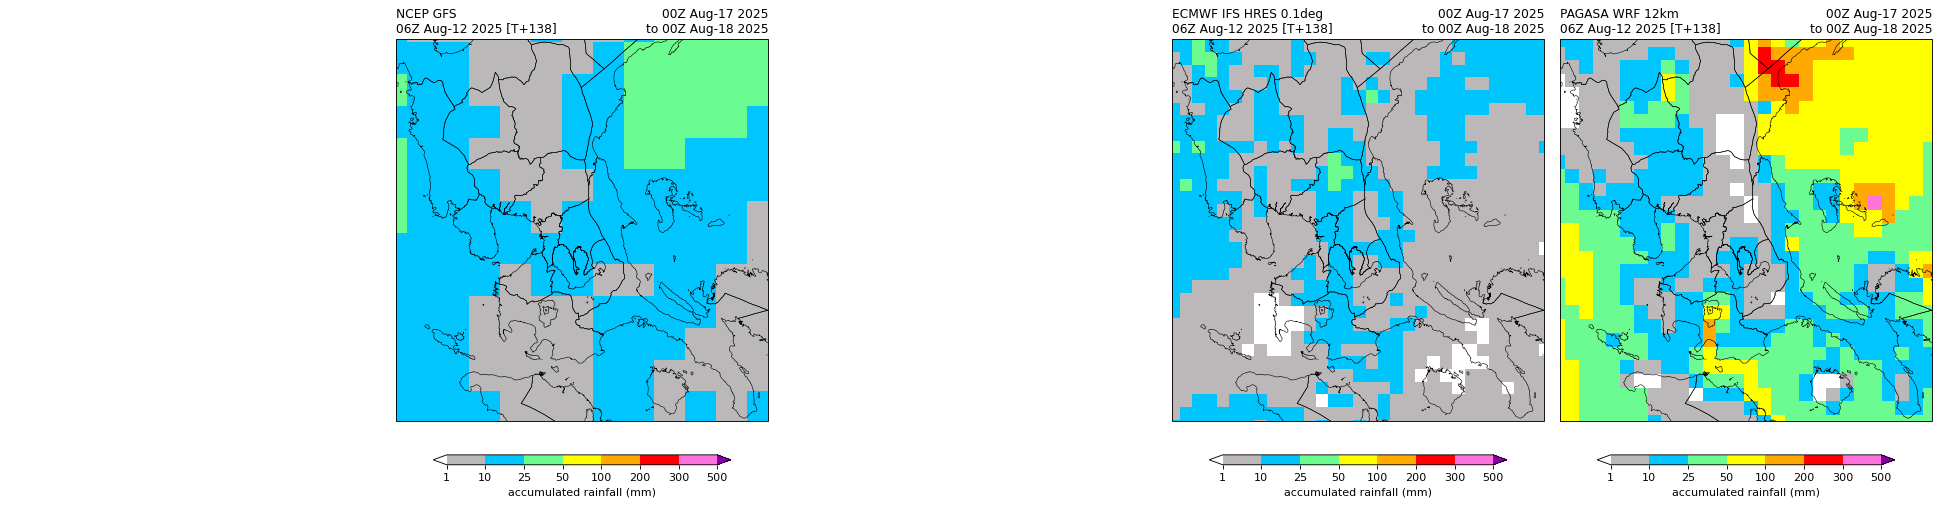 NCEP GFS 00Z Aug-17 2025
06Z Aug-12 2025 [T+138] to 00Z Aug-18 2025
1 10 25 50 100 200 300 500
accumulated rainfall (mm)
ECMWF IFS HRES 0.1deg 00Z Aug-17 2025
06Z Aug-12 2025 [T+138] to 00Z Aug-18 2025
1 10 25 50 100 200 300 500
accumulated rainfall (mm)
PAGASA WRF 12km 00Z Aug-17 2025
06Z Aug-12 2025 [T+138] to 00Z Aug-18 2025
1 10 25 50 100 200 300 500
accumulated rainfall (mm)